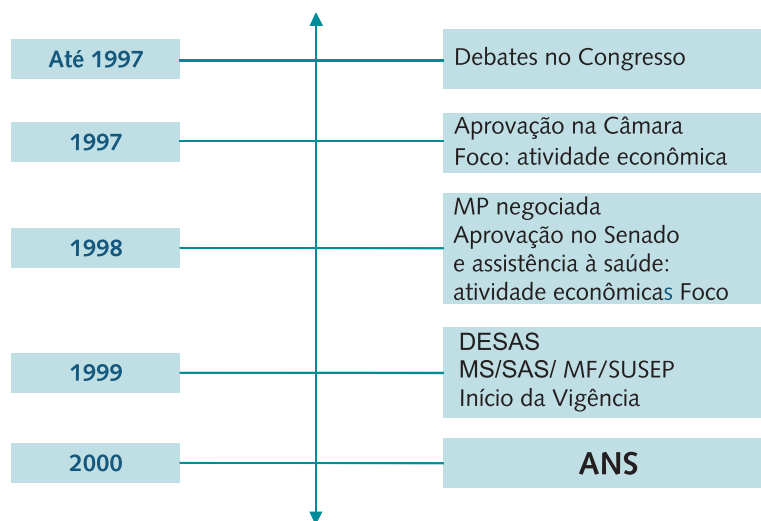 Até 1997
Debates no Congresso
1997
Aprovação na Câmara
Foco: atividade econômica
1998
MP negociada
Aprovação no Senado
e assistência à saúde:
atividade econômicas Foco
1999
DESAS
MS/SAS/ MF/SUSEP
Início da Vigência
2000
ANS